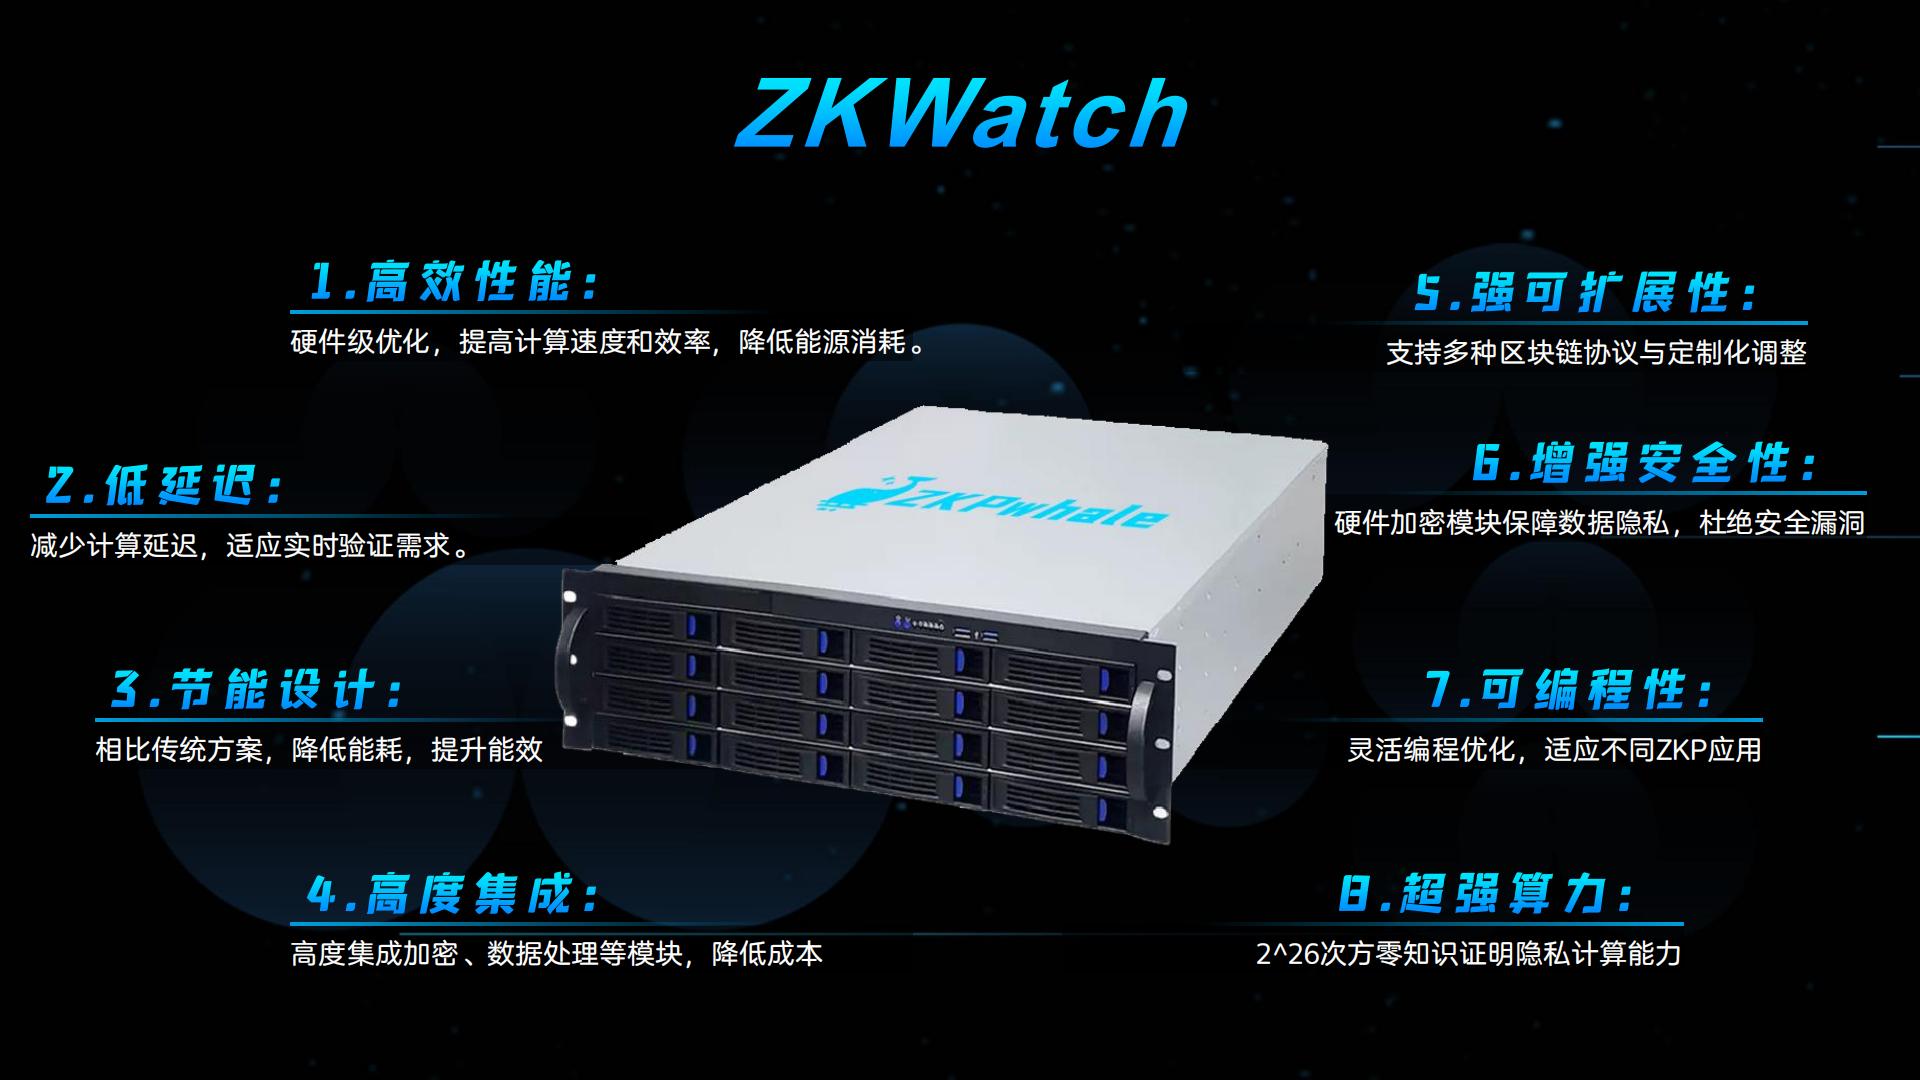 ZKWatch
1.高效性能：
硬件级优化，提高计算速度和效率，降低能源消耗。
2.低延迟：
减少计算延迟，适应实时验证需求。
3.节能设计：
相比传统方案，降低能耗，提升能效
4.高度集成：
高度集成加密、数据处理等模块，降低成本
ZKPwhale
5.强可扩展性：
支持多种区块链协议与定制化调整
6.增强安全性：
硬件加密模块保障数据隐私，杜绝安全漏洞
7.可编程性：
灵活编程优化，适应不同ZKP应用
8.超强算力：
2^26次方零知识证明隐私计算能力